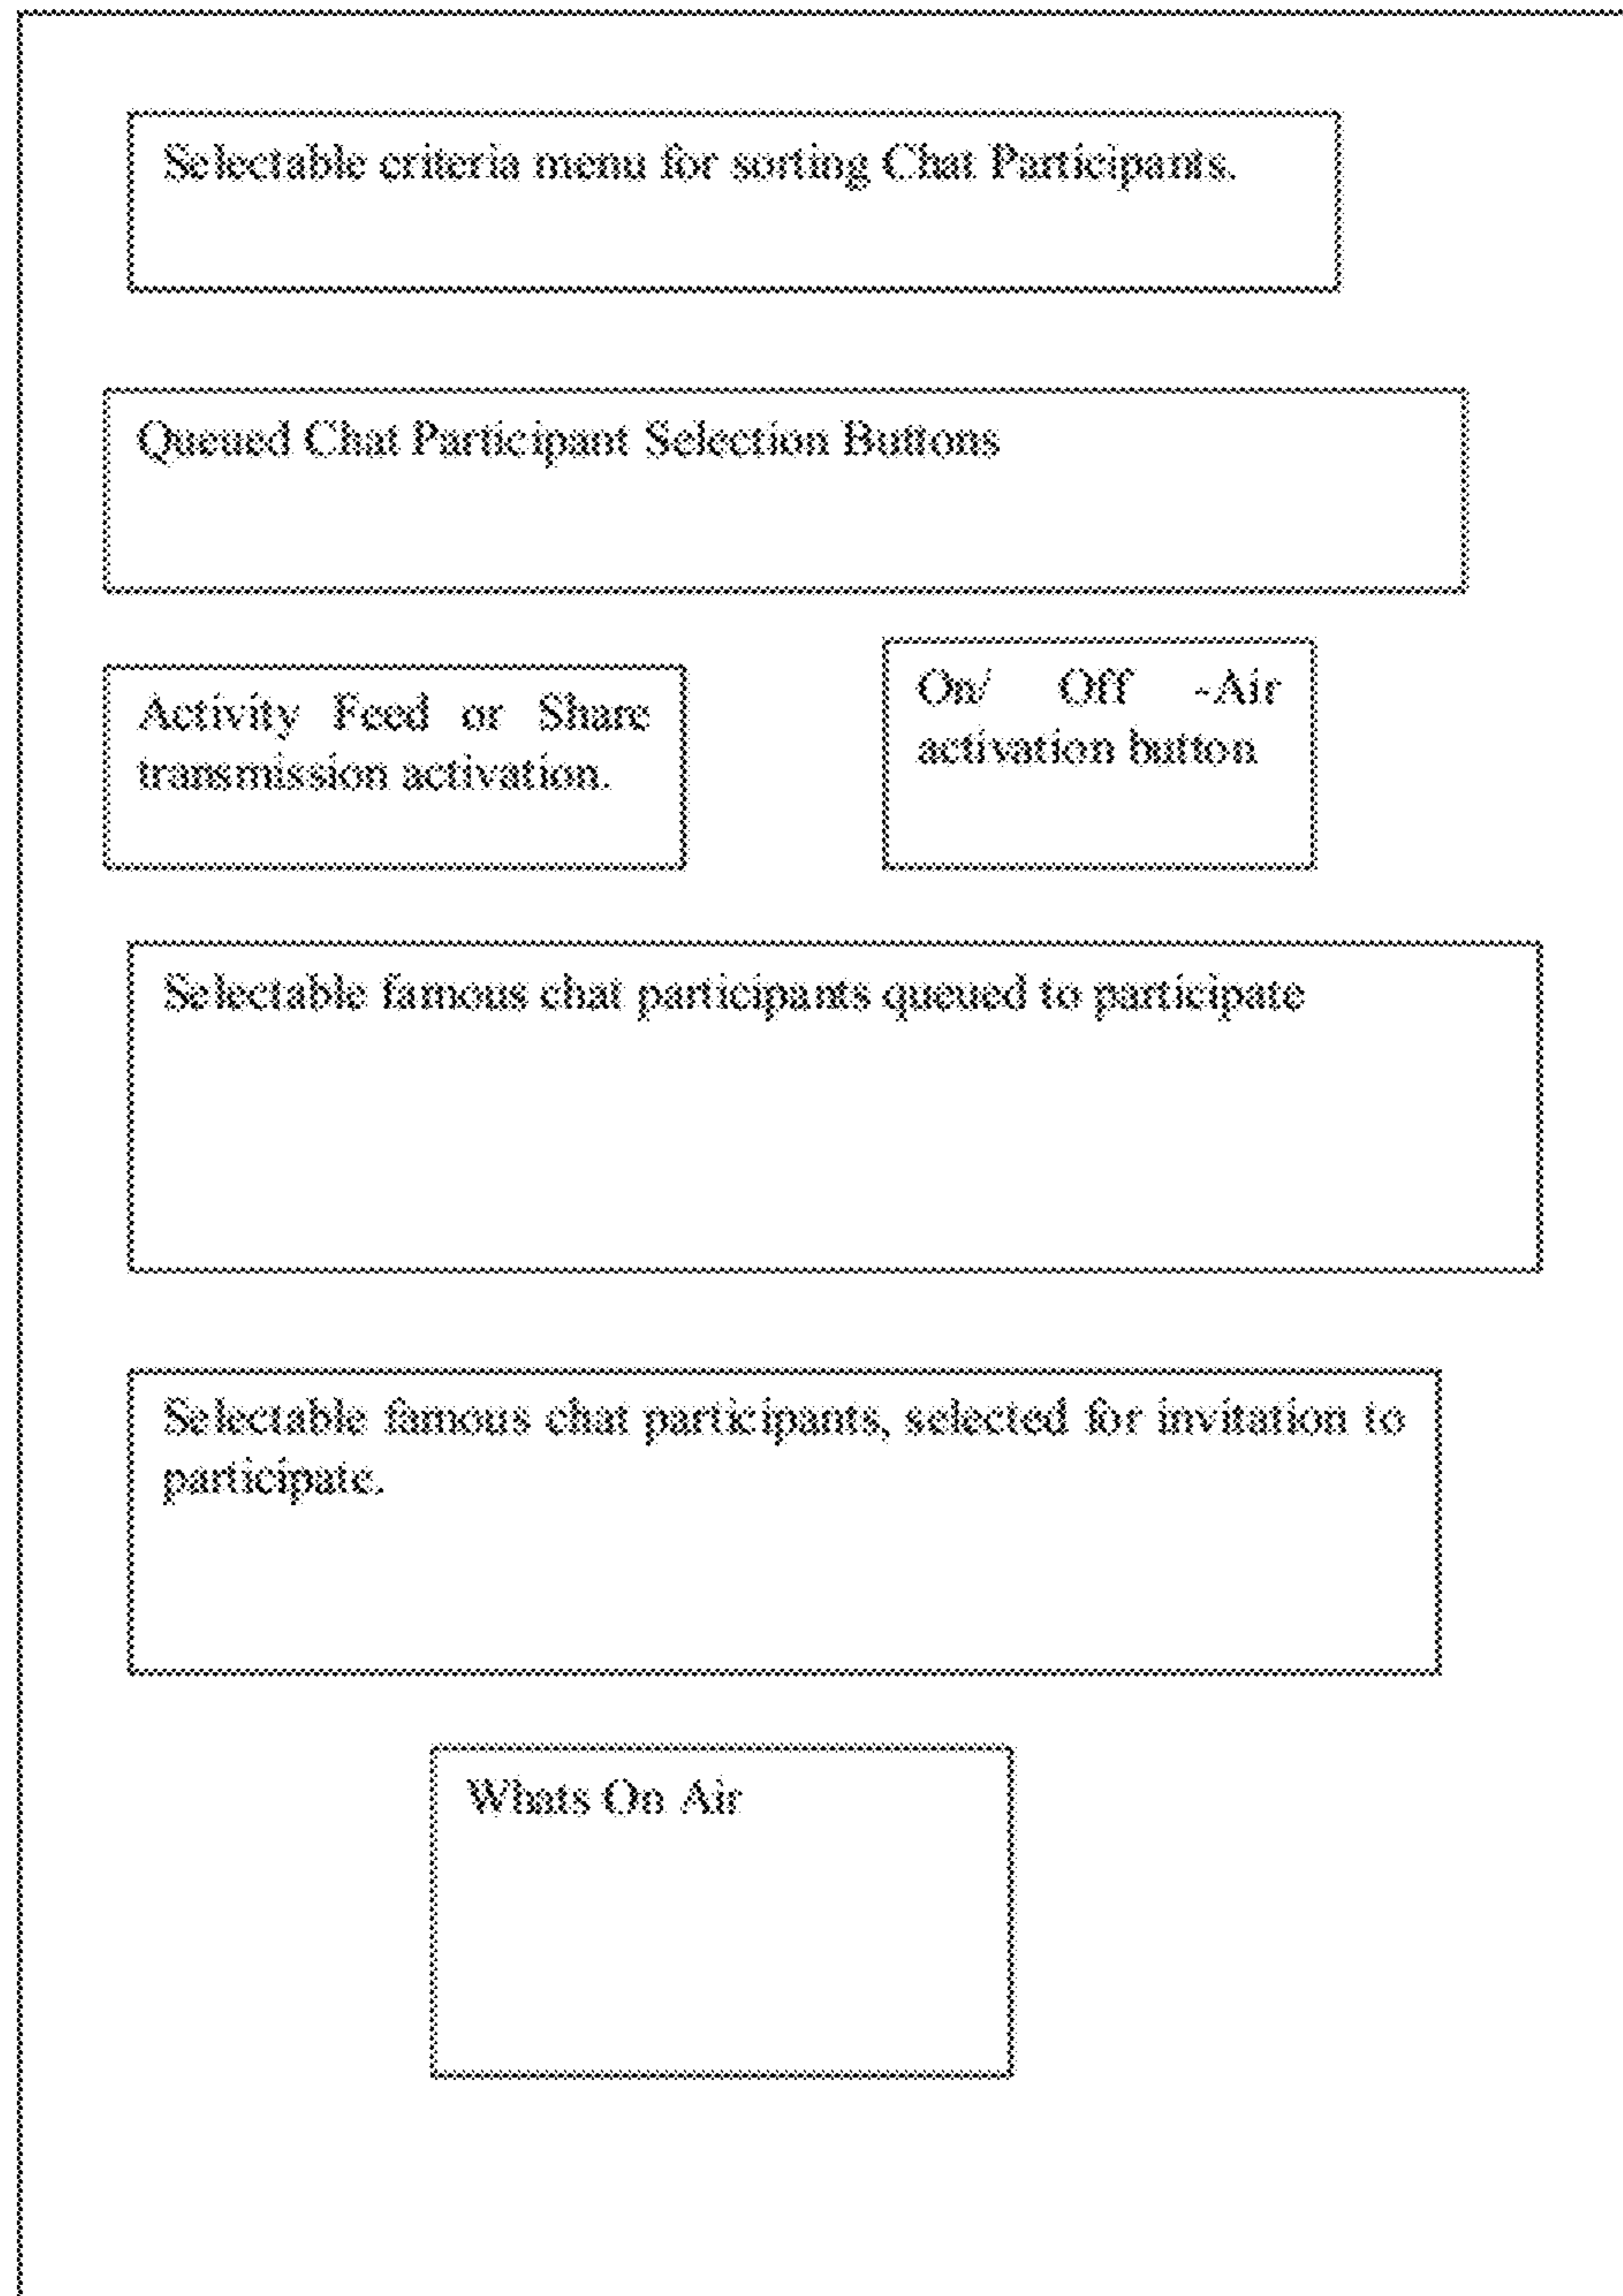 Selectable criteria menu for sorting Chat Participants.
Queued Chat Participant Selection Buttons
Activity Feed or Share
transmission activation.
On/ Off -Air
activation button
Selectable famous chat participants queued to participate
Selectable famous chat participants, selected for invitation to
participate.
Whats On Air